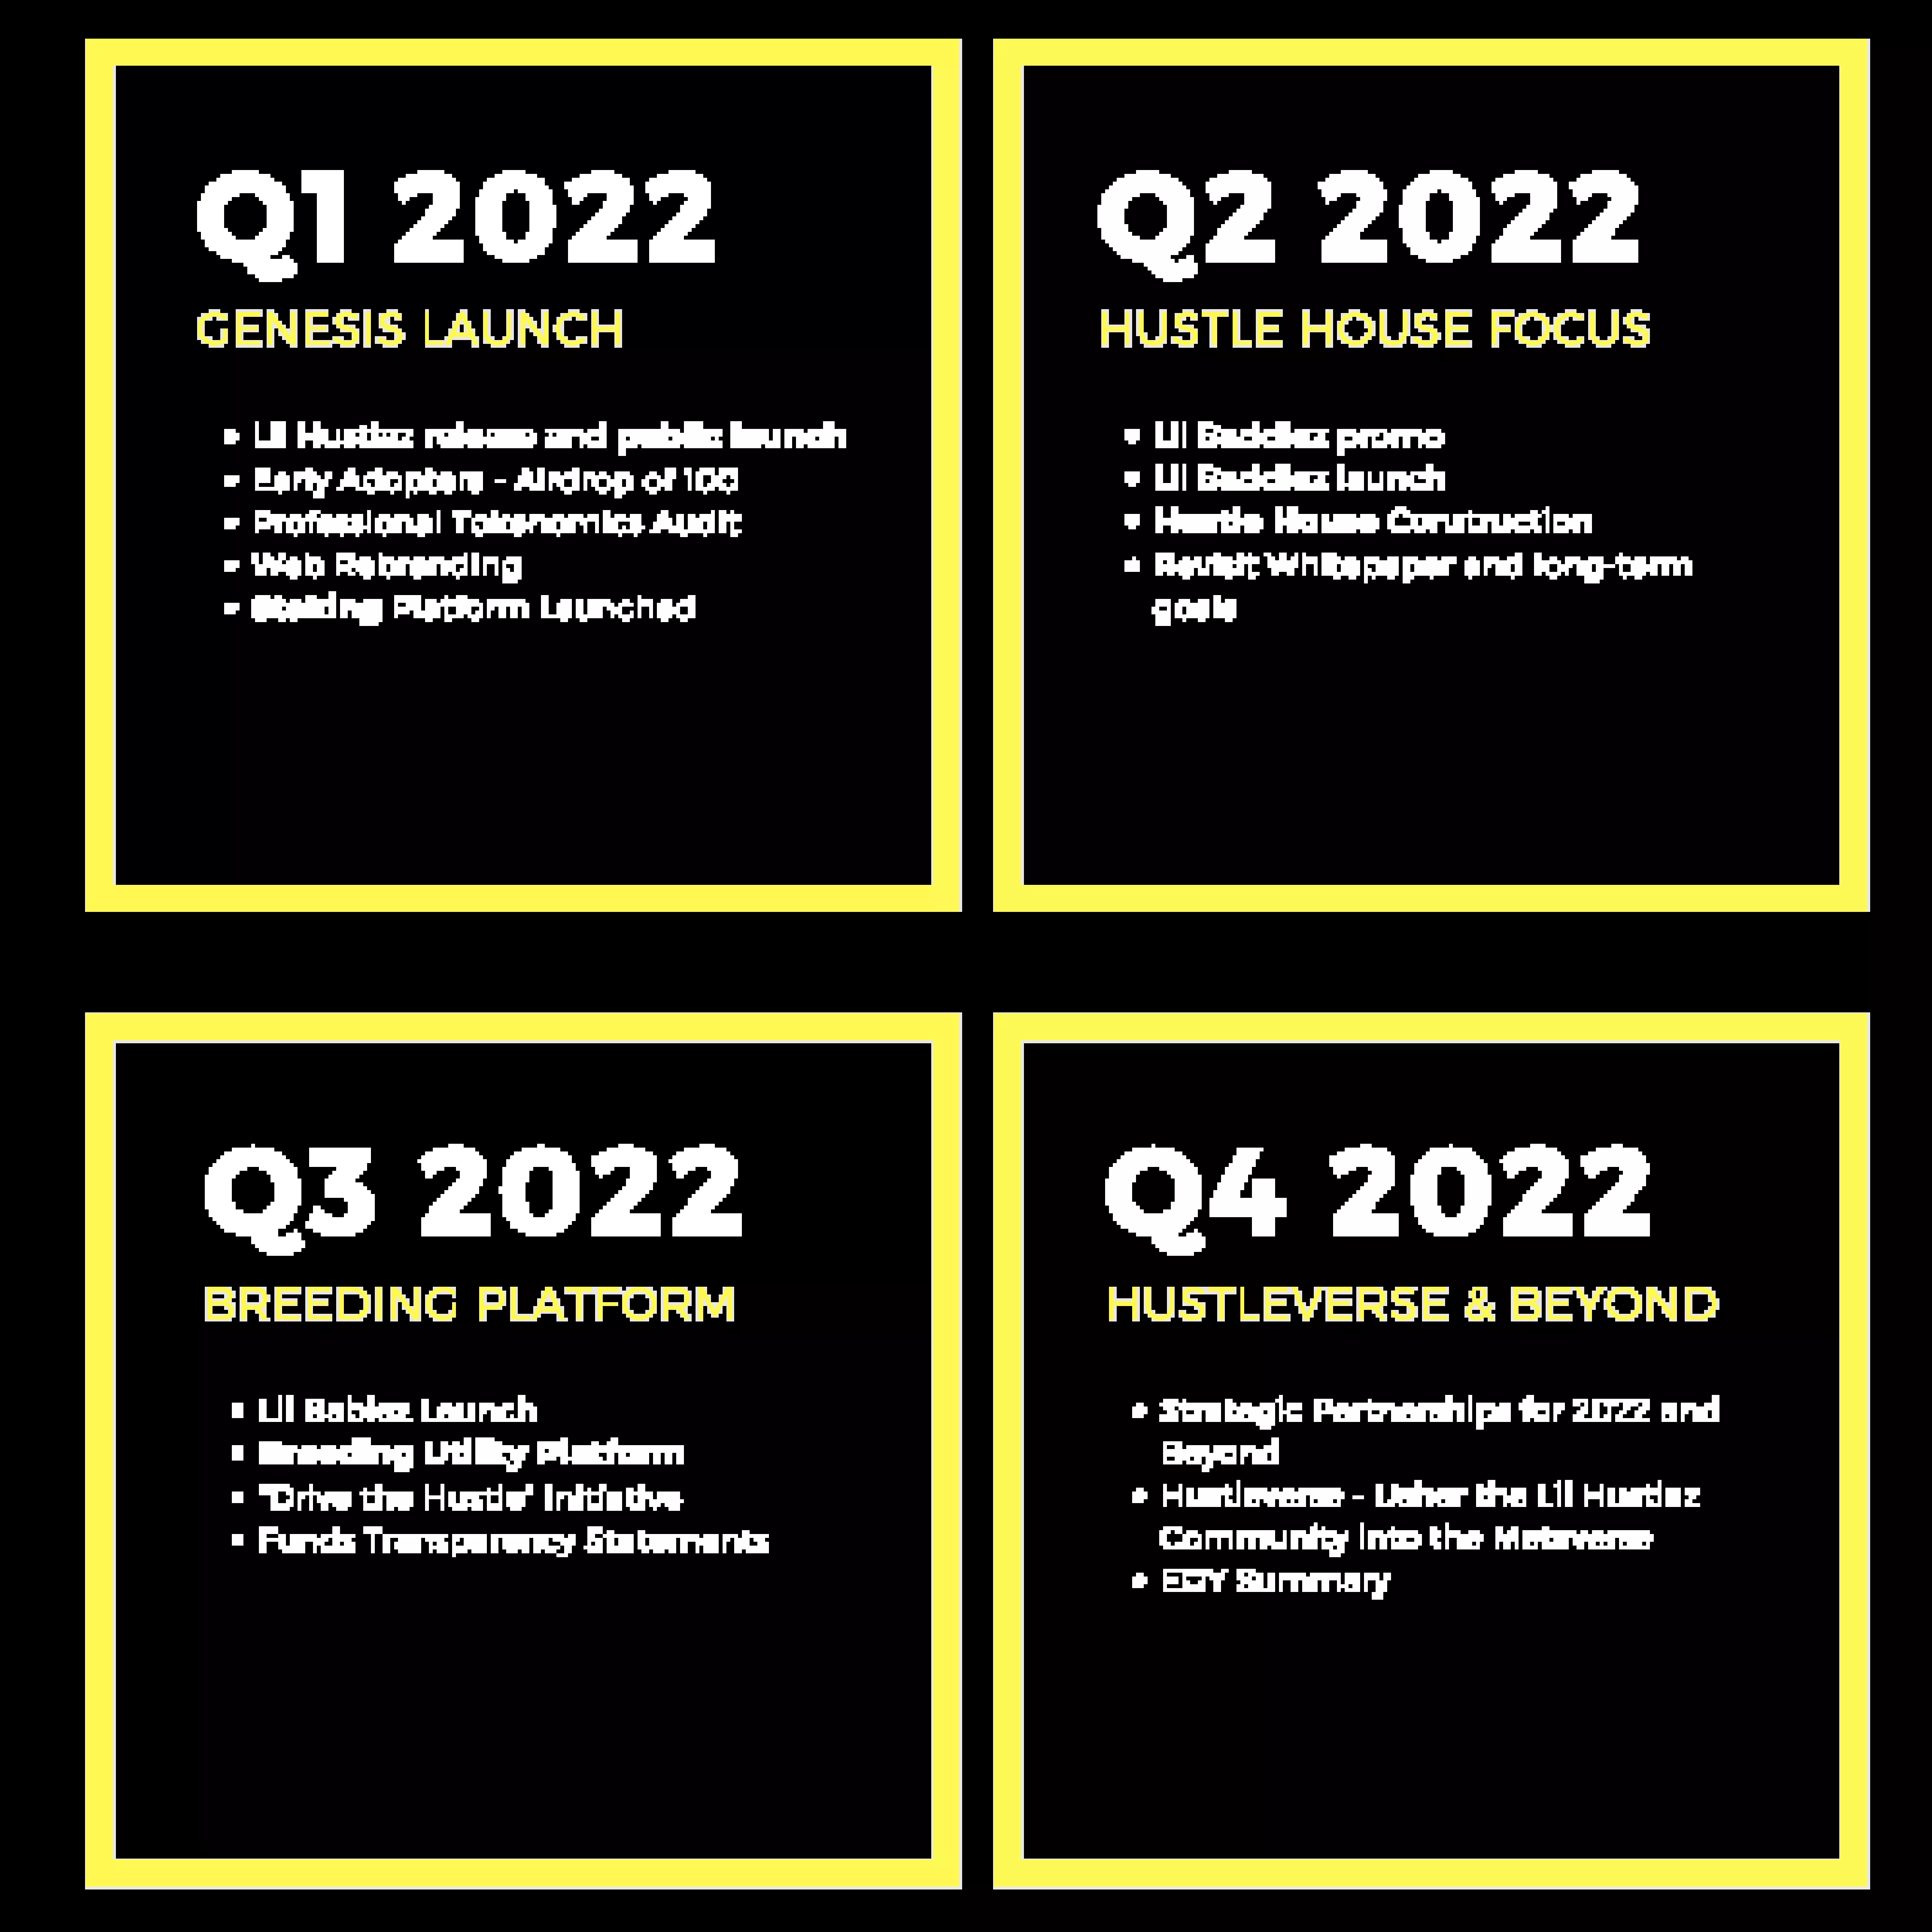 Q1 2022
GENESIS LAUNCH
• Lil Hustlez release and public launch
• Early Adopters - Airdrop of
• Professional Tokenomics Audit
• Web Rebranding
• Staking Platform Launched
Q2 2022
HUSTLE HOUSE FOCUS
• Lil Baddiez promo
• Lil Baddiez launch
• House Construction
• Revisit Whitepaper and long-term
goals
Q3 2022
BREEDING PLATFORM
• Lil Babiez Launch
• Breeding Utility Platform
• "Drive the Hustle" Initiative
• Funds Transparency Statements
Q4 2022
HUSTLEVERSE & BEYOND
• Strategic Partnerships for 2022 and
Beyond
• Hustleverse - Usher the Lil Hustlez
Community into the Metaverse
• EOY Summary